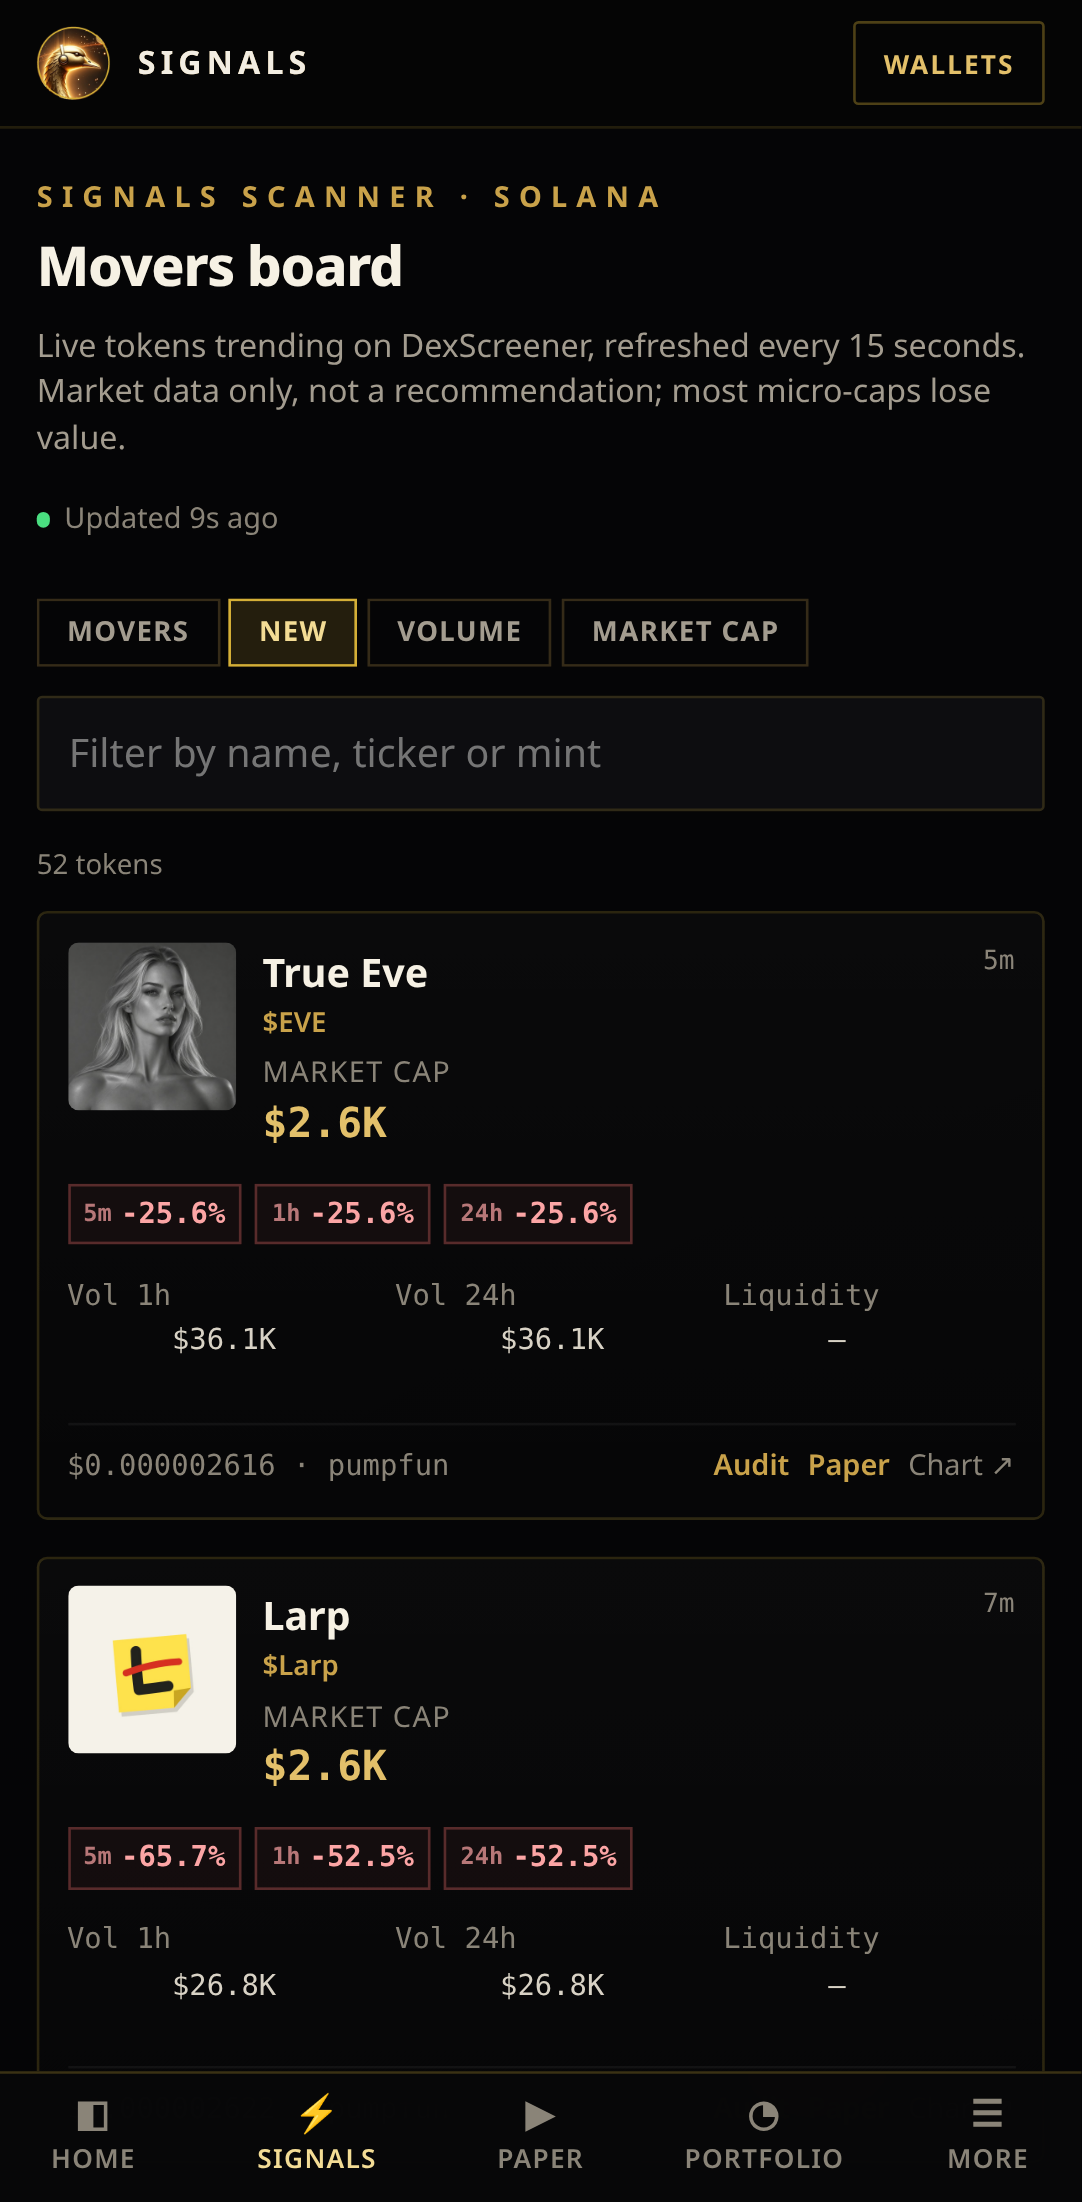 SIGNALS
WALLETS
SIGNALS SCANNER · SOLANA
Movers board
Live tokens trending on DexScreener, refreshed every 15 seconds.
Market data only, not a recommendation; most micro-caps lose
value.
Updated 9s ago
MOVERS NEW VOLUME MARKET CAP
Filter by name, ticker or mint
52 tokens
True Eve 5m
$EVE
MARKET CAP
$2.6K
5m -25.6% 1h -25.6% 24h -25.6%
Vol 1h Vol 24h Liquidity
$36.1K $36.1K —
$0.000002616 · pumpfun Audit Paper Chart ↗
Larp 7m
$Larp
MARKET CAP
$2.6K
5m -65.7% 1h -52.5% 24h -52.5%
Vol 1h Vol 24h Liquidity
$26.8K $26.8K —
HOME SIGNALS PAPER PORTFOLIO MORE